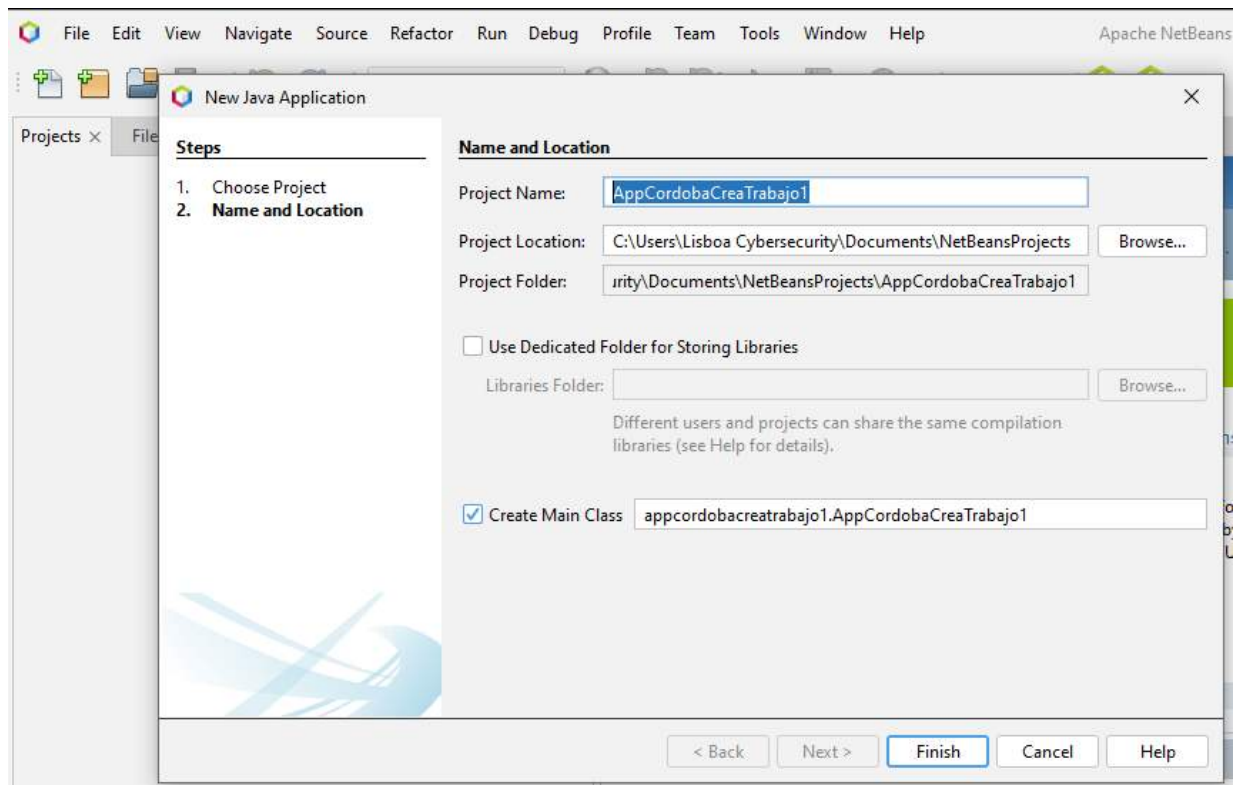 File Edit View Navigate Source Refactor Run Debug Profile Team Tools Window Help Apache NetBeans
New Java Application
Projects
File
Steps
1. Choose Project
2. Name and Location
Name and Location
Project Name: AppCordobaCreaTrabajo1
Project Location: C:\Users\Lisboa Cybersecurity\Documents\NetBeansProjects Browse...
Project Folder: urity\Documents\NetBeansProjects\AppCordobaCreaTrabajo1
Use Dedicated Folder for Storing Libraries
Libraries Folder: Browse...
Different users and projects can share the same compilation
libraries (see Help for details).
Create Main Class appcordobacreatrabajo1.AppCordobaCreaTrabajo1
< Back Next > Finish Cancel Help